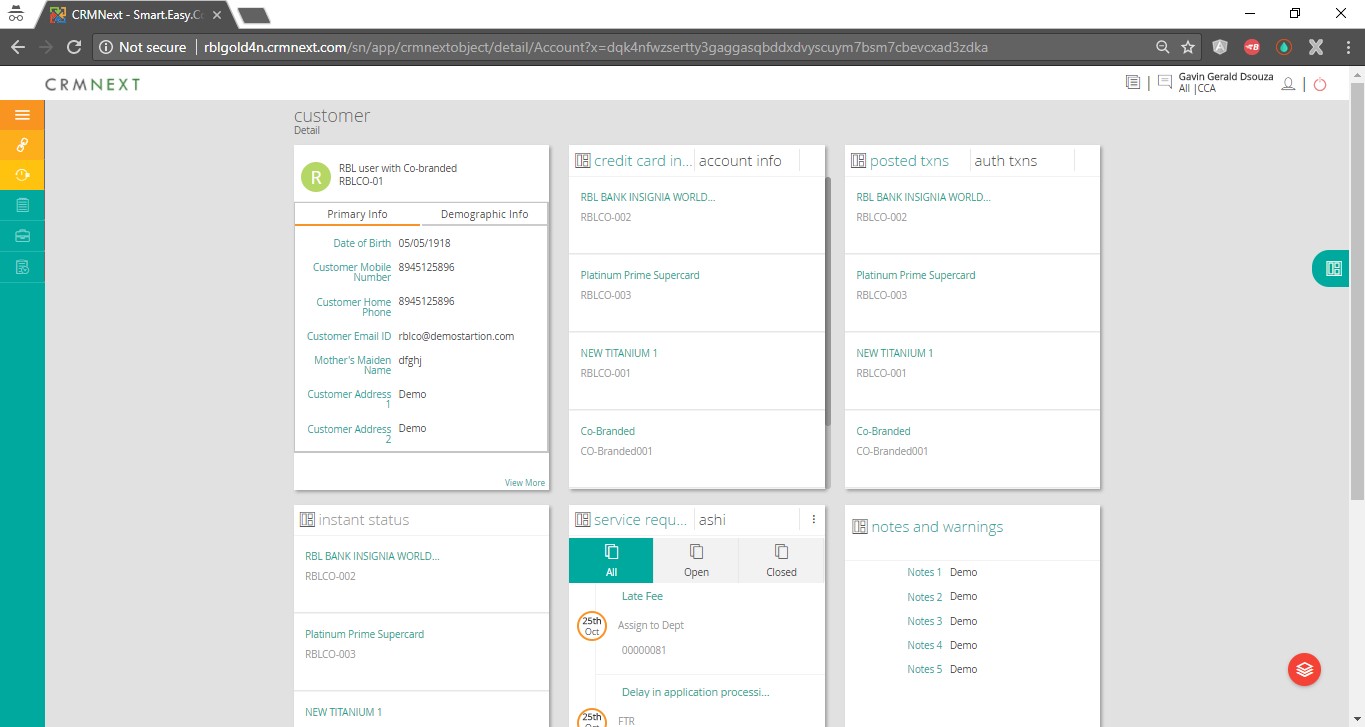 CRMNext - Smart.Easy.C
Not secure | rblgold4n.crmnext.com/sn/app/crmnextobject/detail/Account?x=dqk4nfwzsertty3gaggasqbddxdvyscuym7bsm7cbevcxad3zdka
CRMNEXT
Gavin Gerald Dsouza
All |CCA
customer
Detail
R
RBL user with Co-branded
RBLCO-01
Primary Info Demographic Info
Date of Birth 05/05/1918
Customer Mobile Number 8945125896
Customer Home Phone 8945125896
Customer Email ID rblco@demostartion.com
Mother's Maiden Name dfghj
Customer Address 1 Demo
Customer Address 2 Demo
View More
credit card in... account info
RBL BANK INSIGNIA WORLD...
RBLCO-002
Platinum Prime Supercard
RBLCO-003
NEW TITANIUM 1
RBLCO-001
Co-Branded
CO-Branded001
posted txns auth txns
RBL BANK INSIGNIA WORLD...
RBLCO-002
Platinum Prime Supercard
RBLCO-003
NEW TITANIUM 1
RBLCO-001
Co-Branded
CO-Branded001
instant status
RBL BANK INSIGNIA WORLD...
RBLCO-002
Platinum Prime Supercard
RBLCO-003
NEW TITANIUM 1
service requ... ashi
All Open Closed
Late Fee
25th
Oct
Assign to Dept
00000081
Delay in application processi...
25th
Oct
FTR
notes and warnings
Notes 1 Demo
Notes 2 Demo
Notes 3 Demo
Notes 4 Demo
Notes 5 Demo